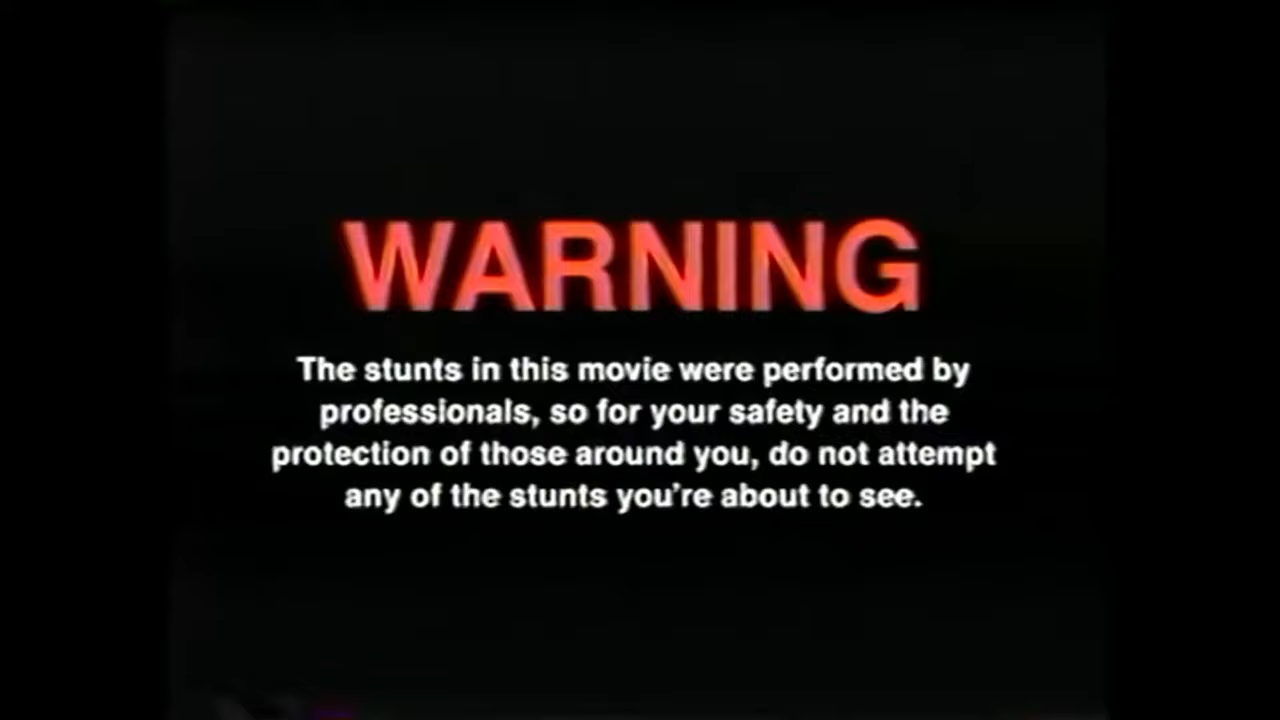 WARNING
The stunts in this movie were performed by
professionals, so for your safety and the
protection of those around you, do not attempt
any of the stunts you're about to see.